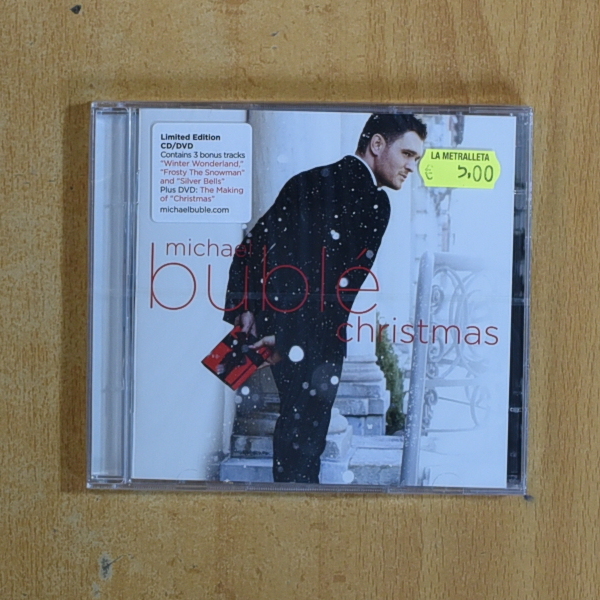 Limited Edition
CD/DVD
Contains 3 bonus tracks
"Winter Wonderland,"
"Frosty The Snowman"
and "Silver Bells"
Plus DVD: The Making
of "Christmas"
michaelbuble.com
LA METRALLETA
€ 5,00
michael
bublé
christmas